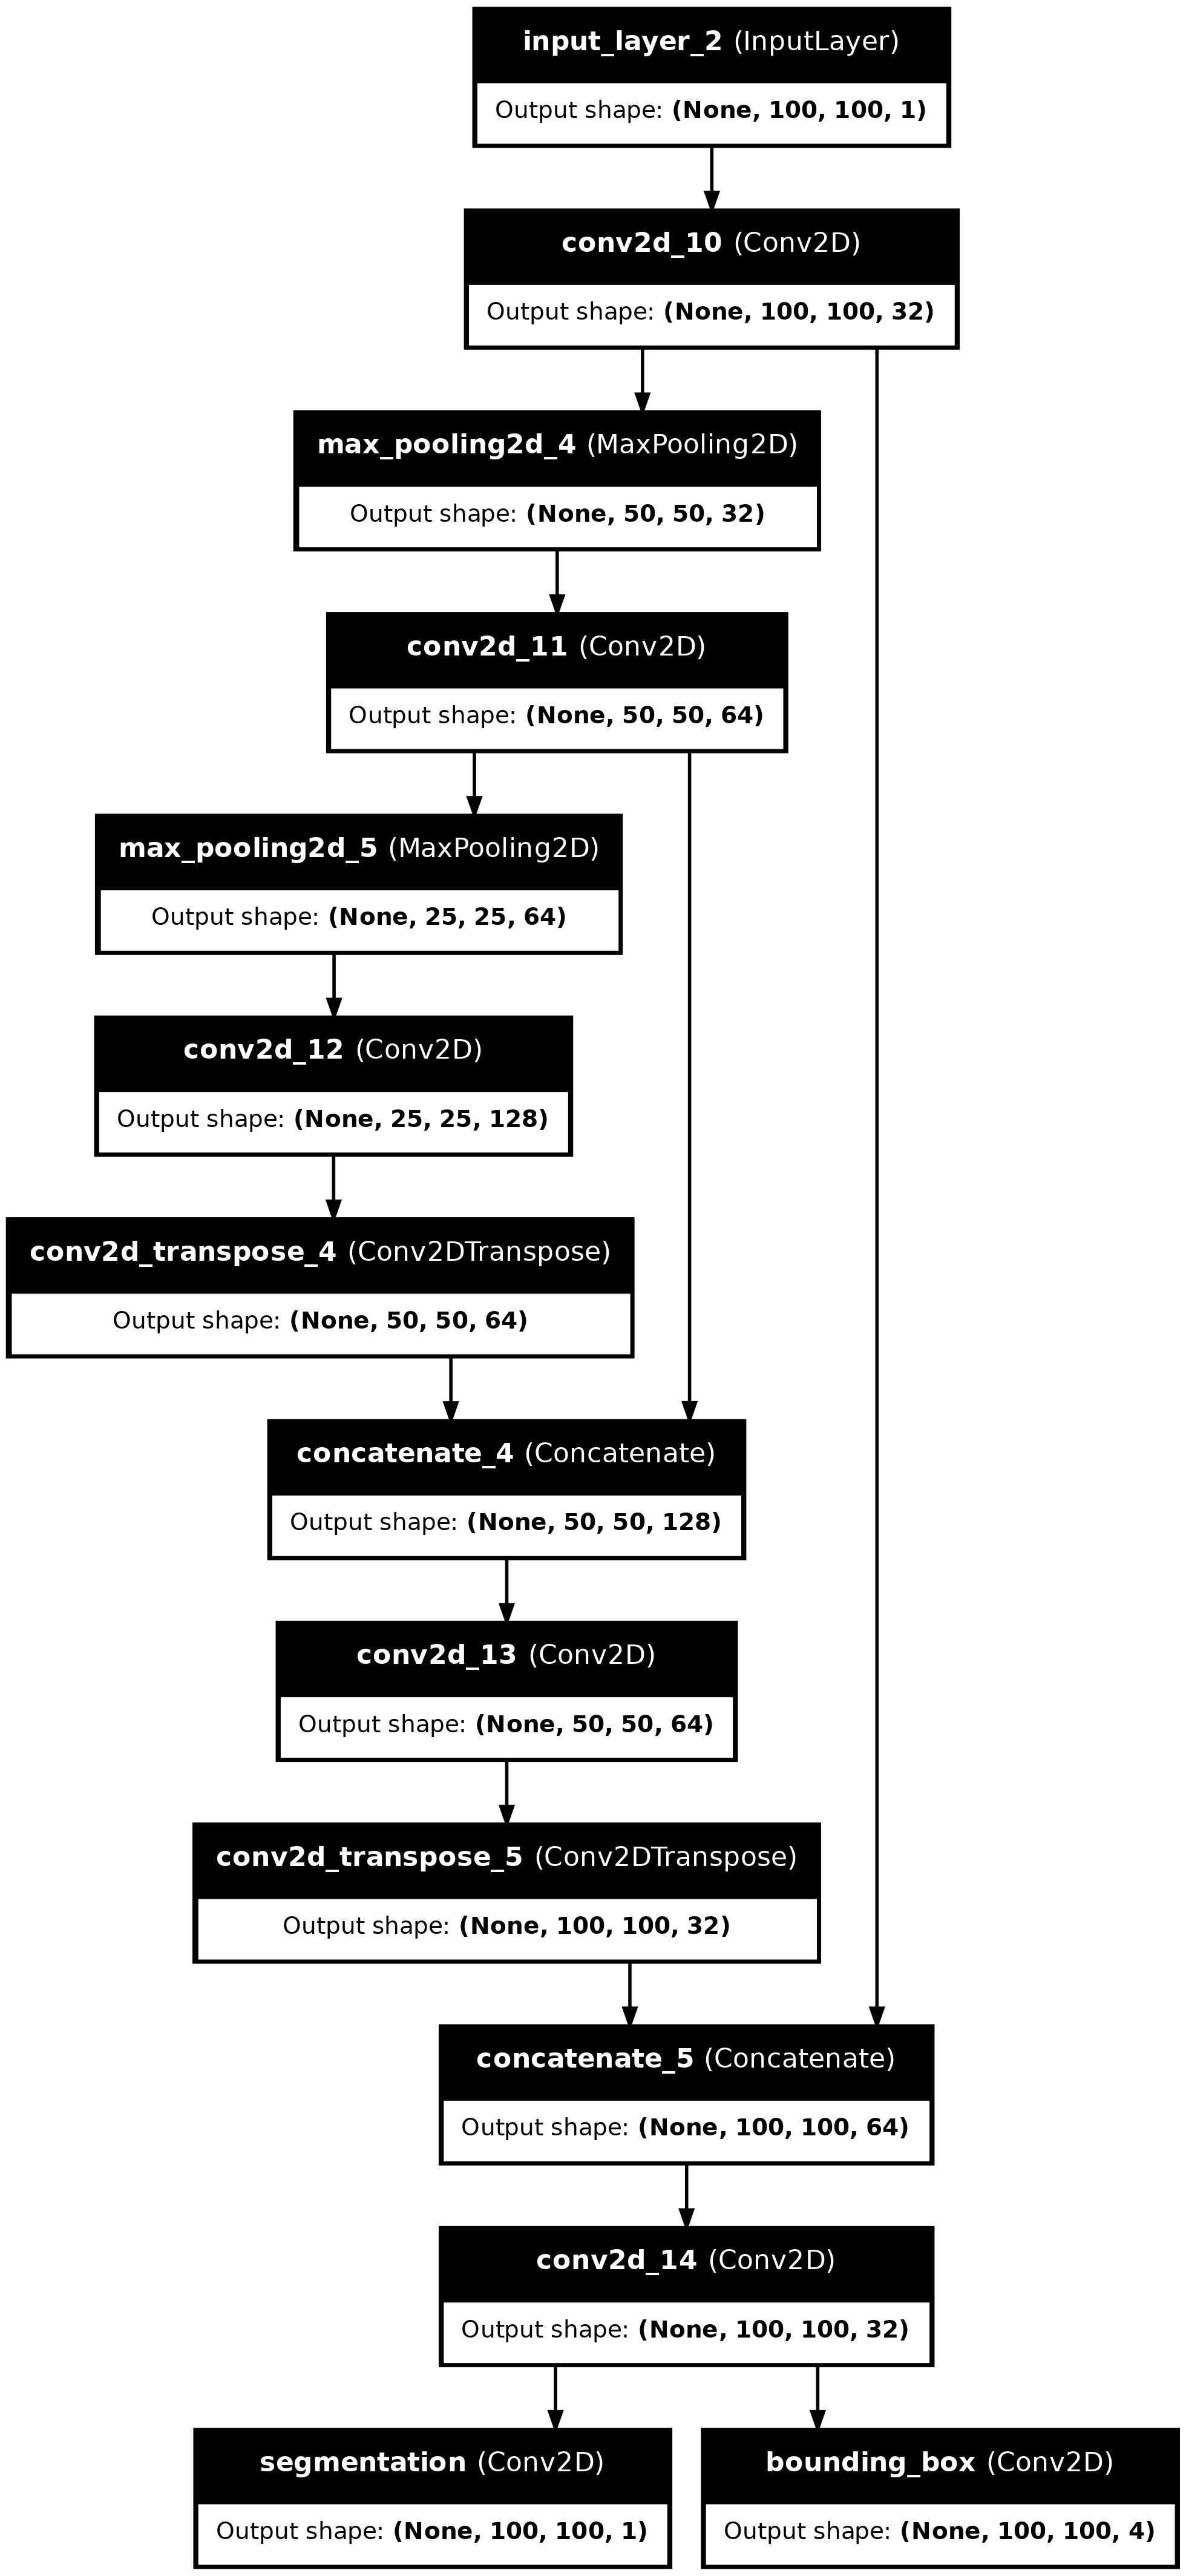 input_layer_2 (InputLayer)
Output shape: (None, 100, 100, 1)
conv2d_10 (Conv2D)
Output shape: (None, 100, 100, 32)
max_pooling2d_4 (MaxPooling2D)
Output shape: (None, 50, 50, 32)
conv2d_11 (Conv2D)
Output shape: (None, 50, 50, 64)
max_pooling2d_5 (MaxPooling2D)
Output shape: (None, 25, 25, 64)
conv2d_12 (Conv2D)
Output shape: (None, 25, 25, 128)
conv2d_transpose_4 (Conv2DTranspose)
Output shape: (None, 50, 50, 64)
concatenate_4 (Concatenate)
Output shape: (None, 50, 50, 128)
conv2d_13 (Conv2D)
Output shape: (None, 50, 50, 64)
conv2d_transpose_5 (Conv2DTranspose)
Output shape: (None, 100, 100, 32)
concatenate_5 (Concatenate)
Output shape: (None, 100, 100, 64)
conv2d_14 (Conv2D)
Output shape: (None, 100, 100, 32)
segmentation (Conv2D)
Output shape: (None, 100, 100, 1)
bounding_box (Conv2D)
Output shape: (None, 100, 100, 4)